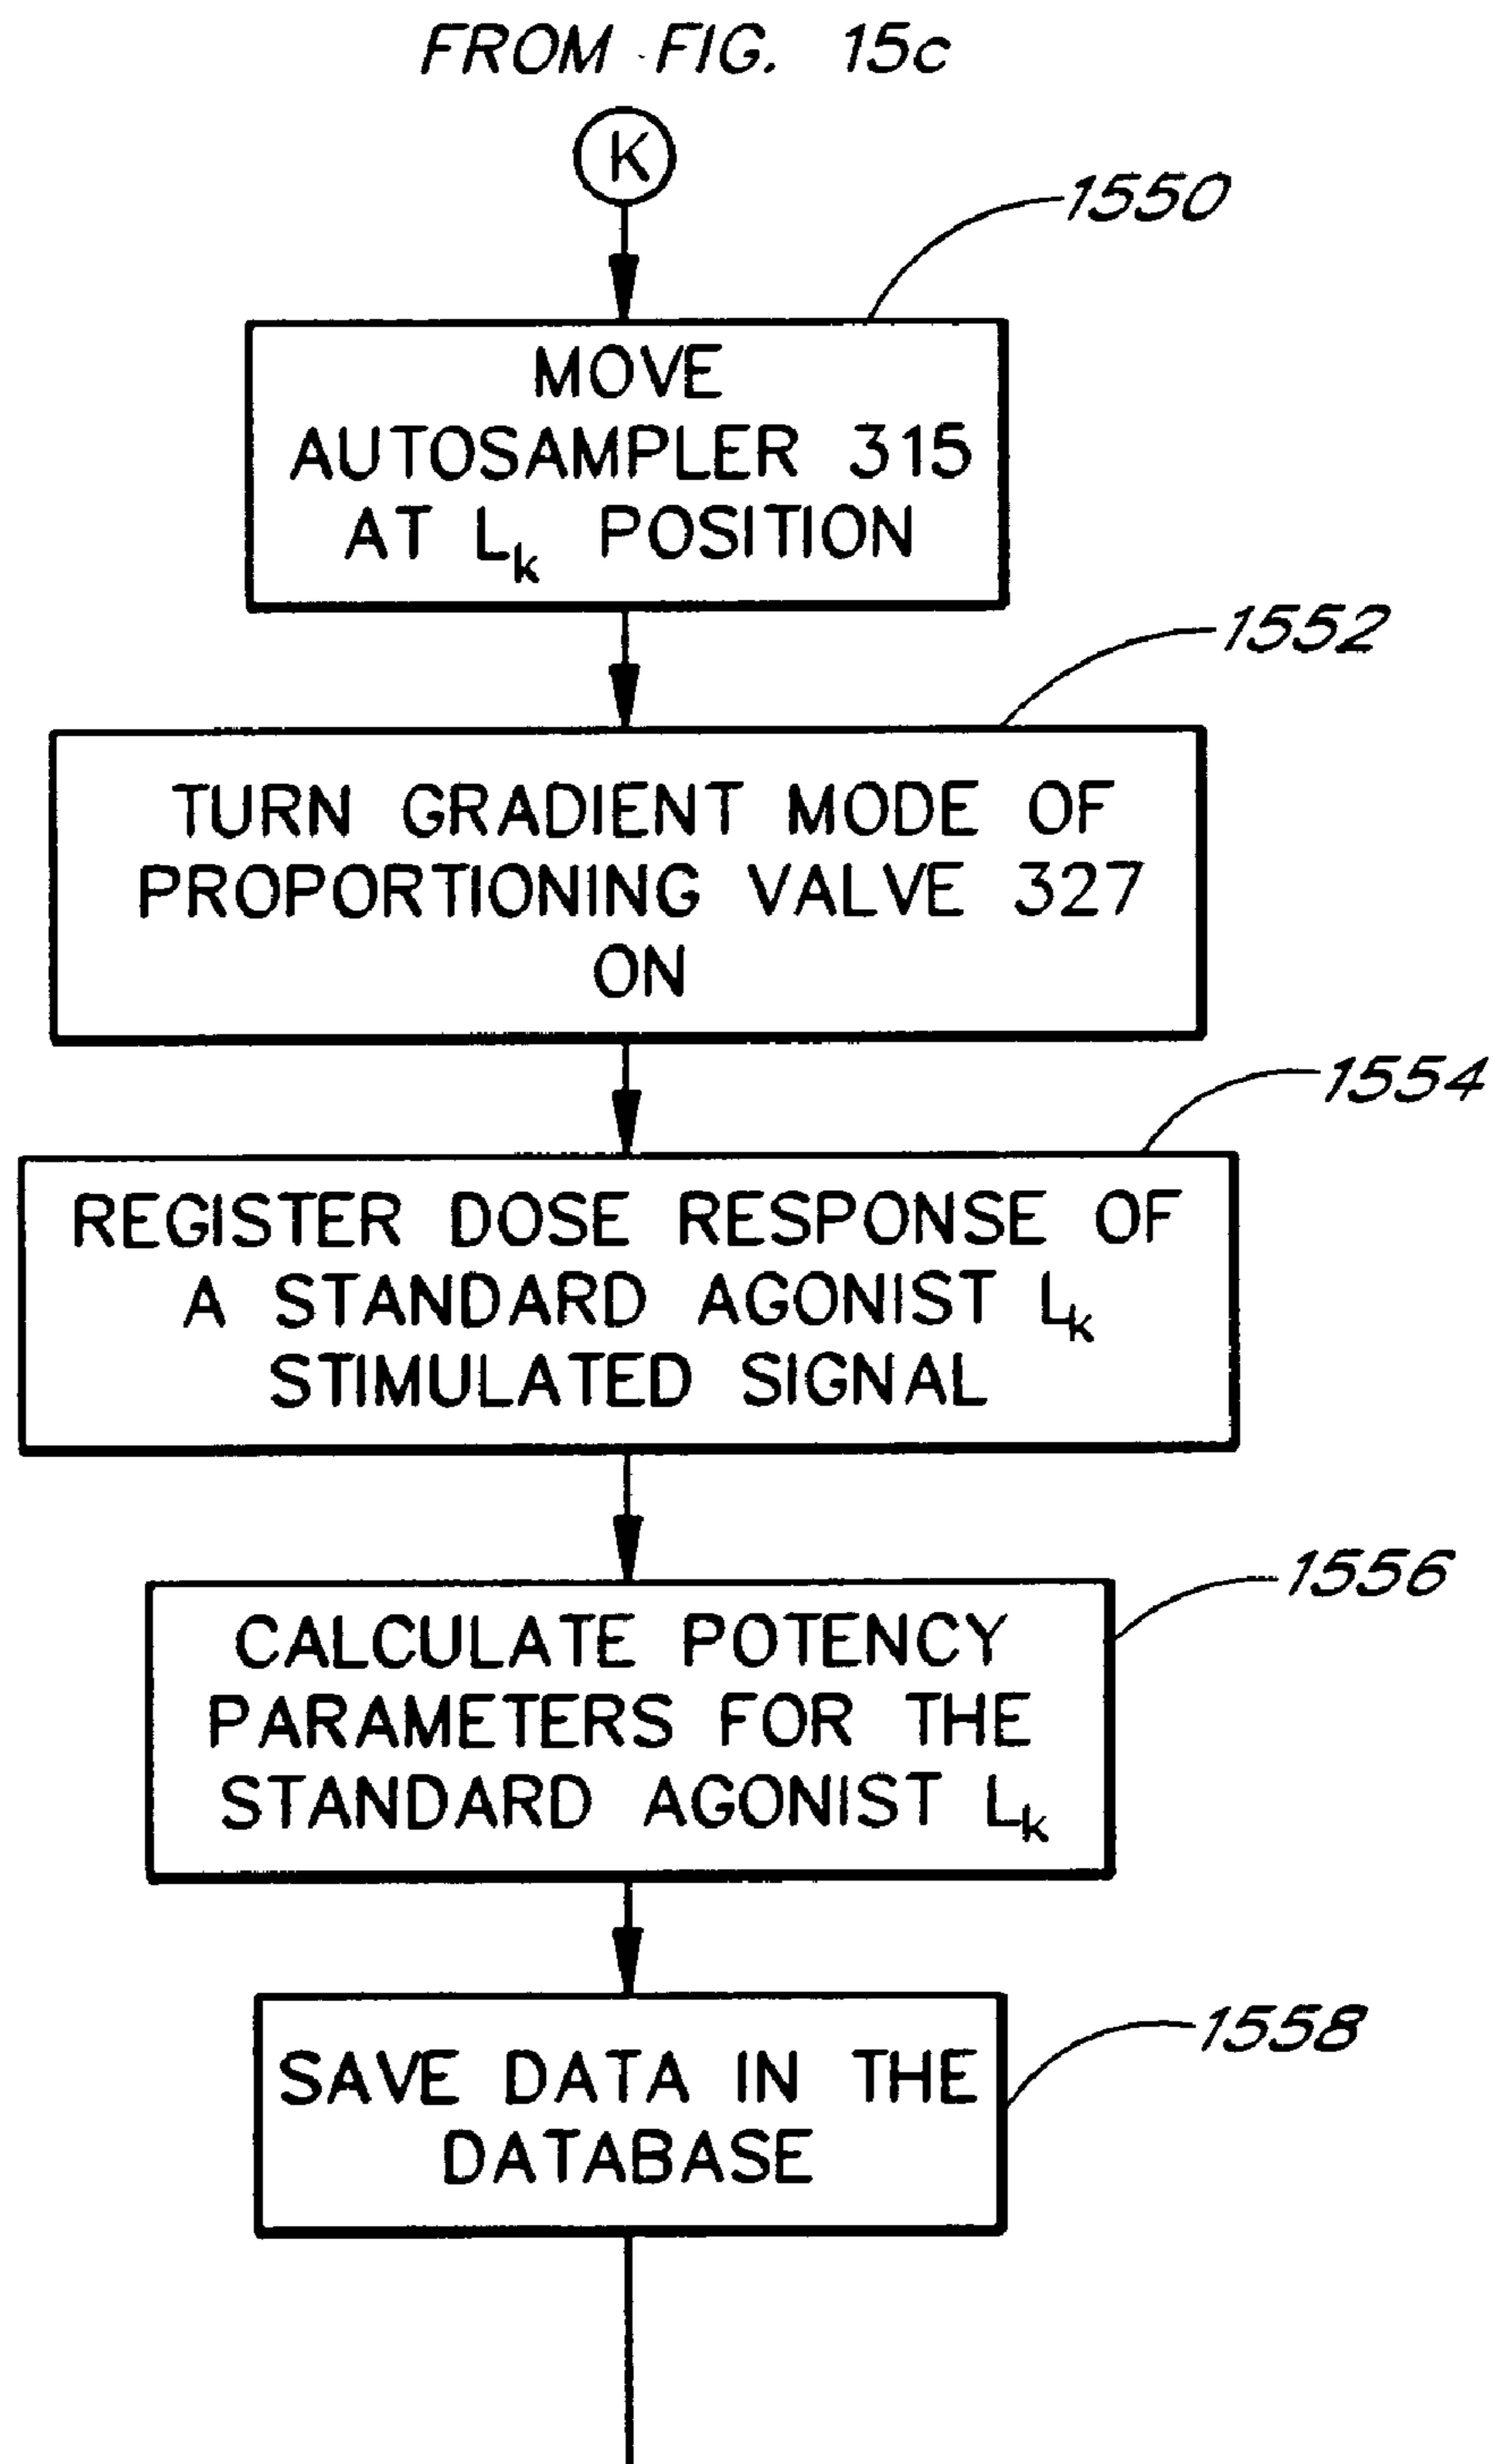 FROM FIG. 15c
K
1550
MOVE
AUTOSAMPLER 315
AT Lk POSITION
1552
TURN GRADIENT MODE OF
PROPORTIONING VALVE 327
ON
1554
REGISTER DOSE RESPONSE OF
A STANDARD AGONIST Lk
STIMULATED SIGNAL
1556
CALCULATE POTENCY
PARAMETERS FOR THE
STANDARD AGONIST Lk
1558
SAVE DATA IN THE
DATABASE